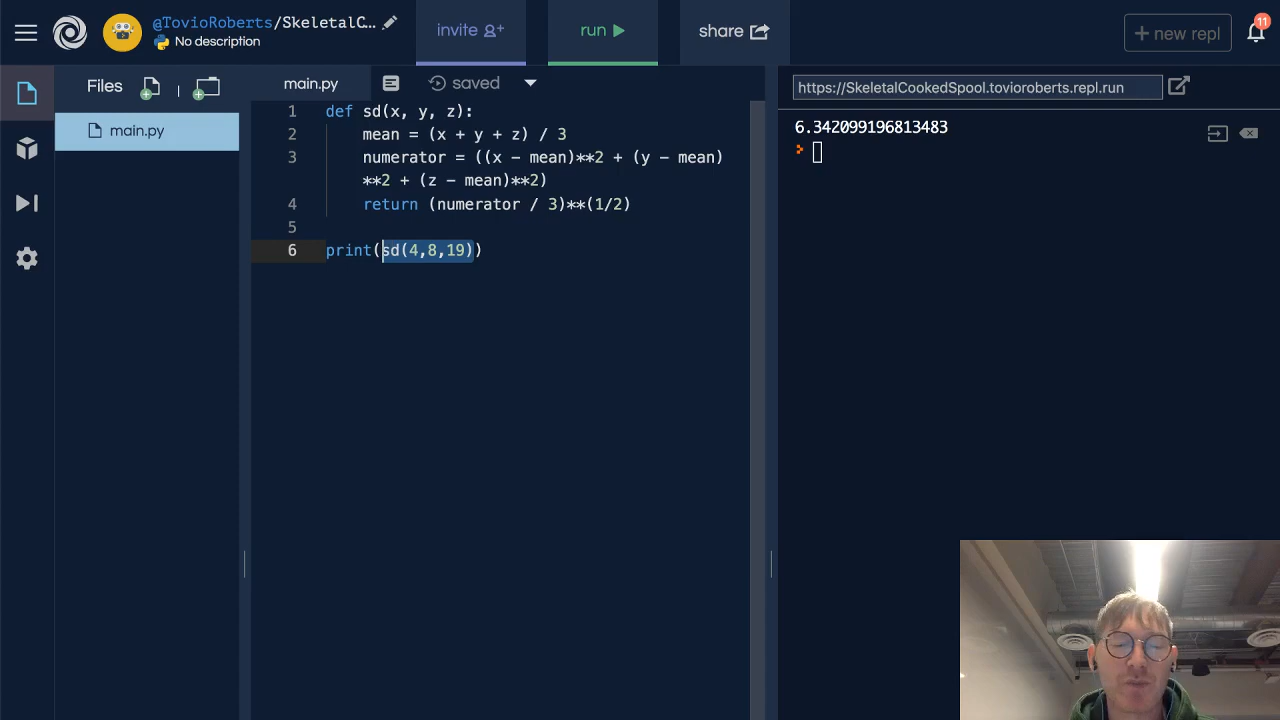 @TovioRoberts/SkeletalC...
No description
invite
run
share
+ new repl
11
Files
main.py
saved
main.py
https://SkeletalCookedSpool.tovioroberts.repl.run
1 def sd(x, y, z):
2 mean = (x + y + z) / 3
3 numerator = ((x - mean)**2 + (y - mean)
**2 + (z - mean)**2)
4 return (numerator / 3)**(1/2)
5
6 print(sd(4,8,19))
6.342099196813483